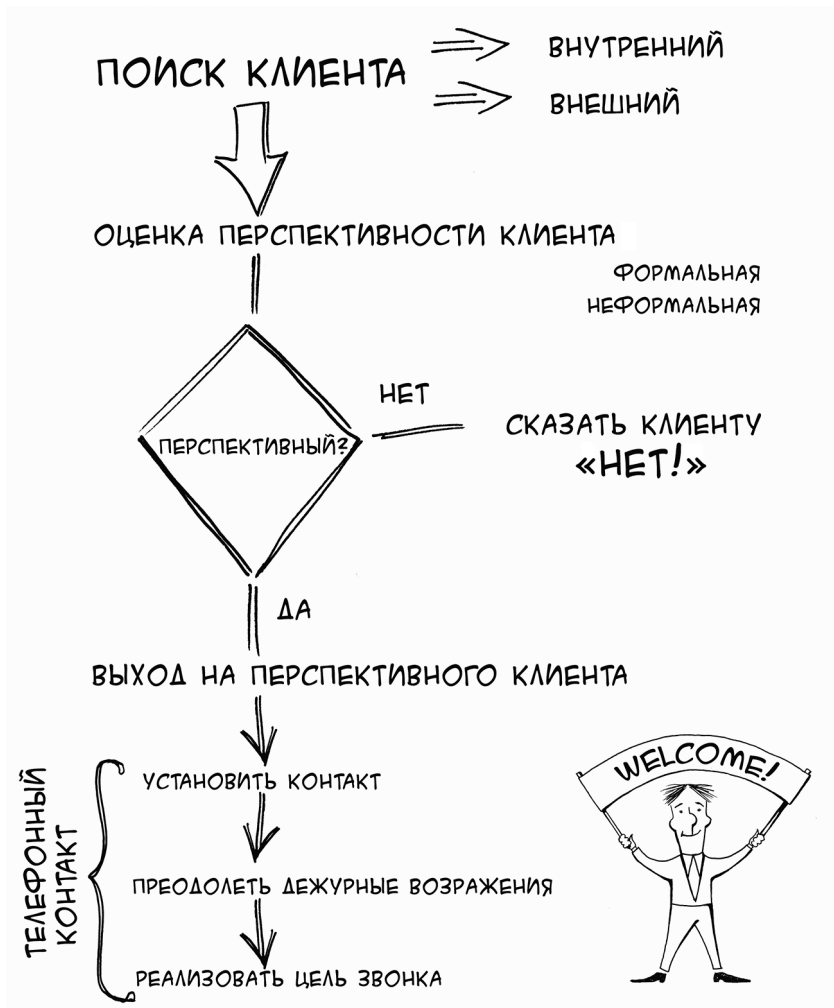 ПОИСК КЛИЕНТА
ВНУТРЕННИЙ
ВНЕШНИЙ
ОЦЕНКА ПЕРСПЕКТИВНОСТИ КЛИЕНТА
ФОРМАЛЬНАЯ
НЕФОРМАЛЬНАЯ
ПЕРСПЕКТИВНЫЙ?
НЕТ
СКАЗАТЬ КЛИЕНТУ
«НЕТ!»
ДА
ВЫХОД НА ПЕРСПЕКТИВНОГО КЛИЕНТА
ТЕЛЕФОННЫЙ
КОНТАКТ
УСТАНОВИТЬ КОНТАКТ
ПРЕОДОЛЕТЬ ДЕЖУРНЫЕ ВОЗРАЖЕНИЯ
РЕАЛИЗОВАТЬ ЦЕЛЬ ЗВОНКА
WELCOME!